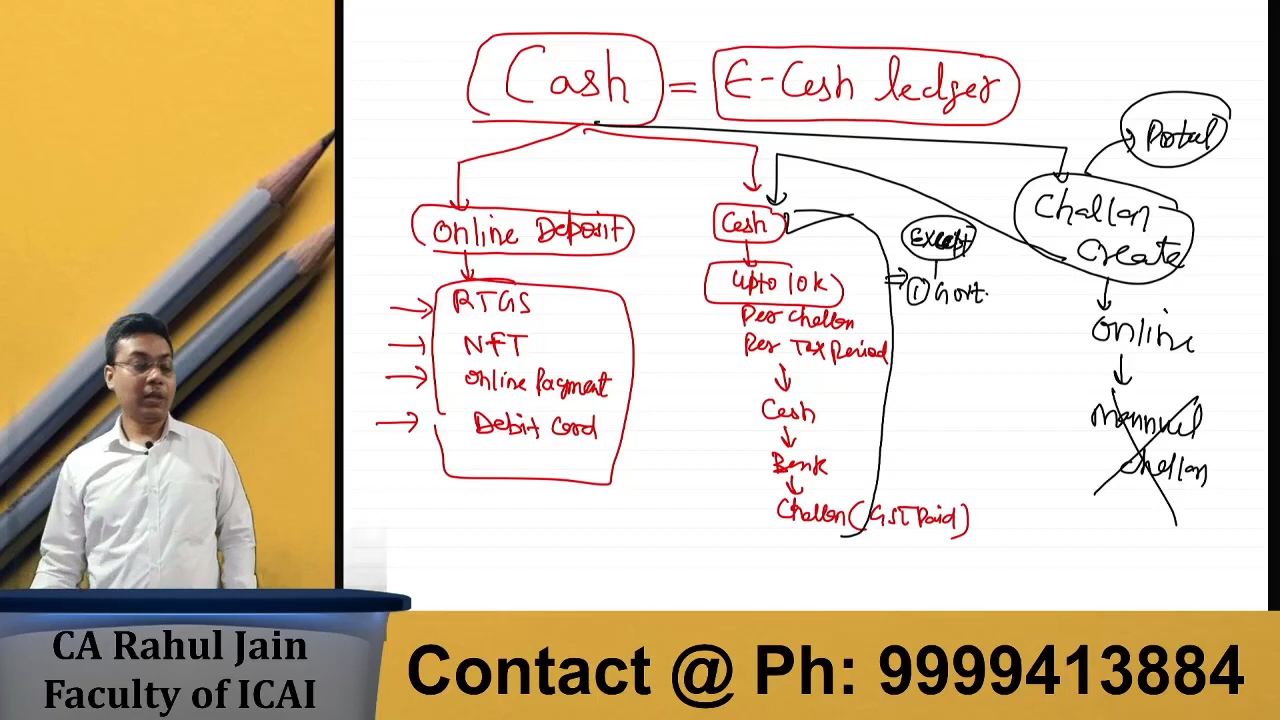 Cash = E-Cash ledger
Portal
Challan
Create
Online Deposit
Cash
Except
① Govt.
upto 10k
Per challan
Per Tax period
RTGS
NFT
Online Payment
Debit Card
Cash
Bank
Challan (GST Paid)
Online
Mannual
Challan
CA Rahul Jain
Faculty of ICAI
Contact @ Ph: 9999413884